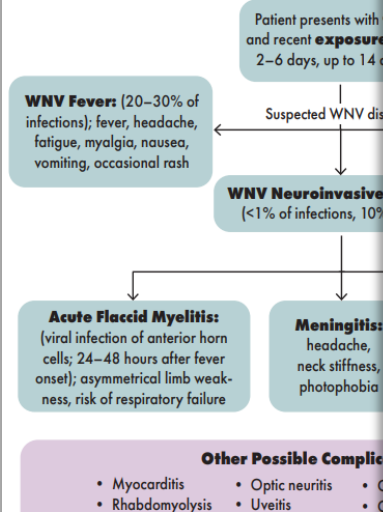 Patient presents with
and recent exposure
2–6 days, up to 14
WNV Fever: (20–30% of
infections); fever, headache,
fatigue, myalgia, nausea,
vomiting, occasional rash
Suspected WNV dis
WNV Neuroinvasive
(<1% of infections, 10%
Acute Flaccid Myelitis:
(viral infection of anterior horn
cells; 24–48 hours after fever
onset); asymmetrical limb weak-
ness, risk of respiratory failure
Meningitis:
headache,
neck stiffness,
photophobia
Other Possible Complic
• Myocarditis
• Optic neuritis
• Rhabdomyolysis
• Uveitis